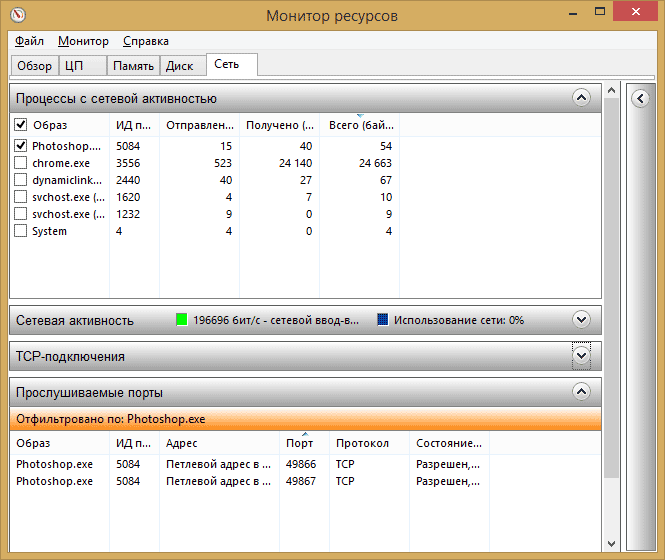 Монитор ресурсов
Файл Монитор Справка
Обзор ЦП Память Диск Сеть
Процессы с сетевой активностью
Образ ИД п... Отправлен... Получено (... Всего (бай...
Photoshop.... 5084 15 40 54
chrome.exe 3556 523 24 140 24 663
dynamiclink... 2440 40 27 67
svchost.exe (... 1620 4 7 10
svchost.exe (... 1232 9 0 9
System 4 4 0 4
Сетевая активность 196696 бит/с - сетевой ввод-в... Использование сети: 0%
TCP-подключения
Прослушиваемые порты
Отфильтровано по: Photoshop.exe
Образ ИД п... Адрес Порт Протокол Состояние...
Photoshop.exe 5084 Петлевой адрес в ... 49866 TCP Разрешен,...
Photoshop.exe 5084 Петлевой адрес в ... 49867 TCP Разрешен,...